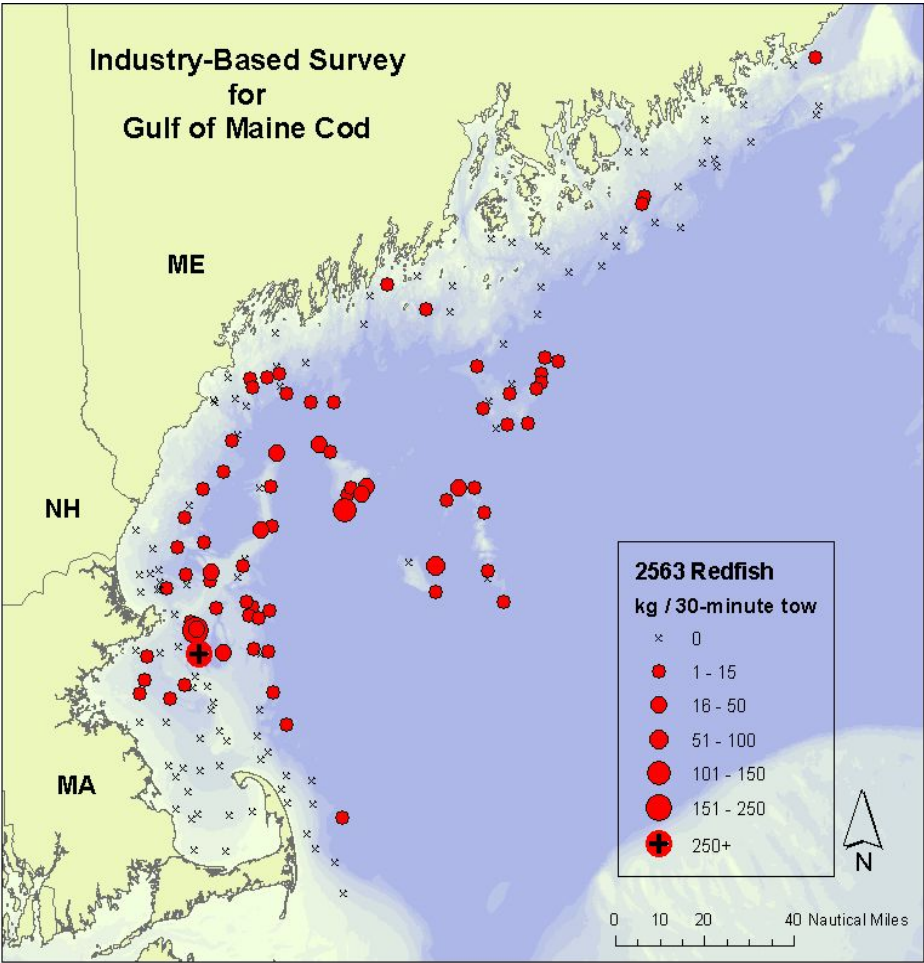 Industry-Based Survey
for
Gulf of Maine Cod
ME
NH
MA
2563 Redfish
kg / 30-minute tow
0
1 - 15
16 - 50
51 - 100
101 - 150
151 - 250
250+
N
0 10 20 40 Nautical Miles